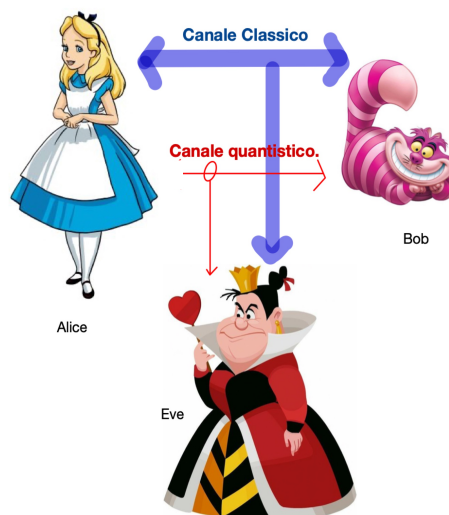 Canale Classico
Canale quantistico.
Bob
Alice
Eve